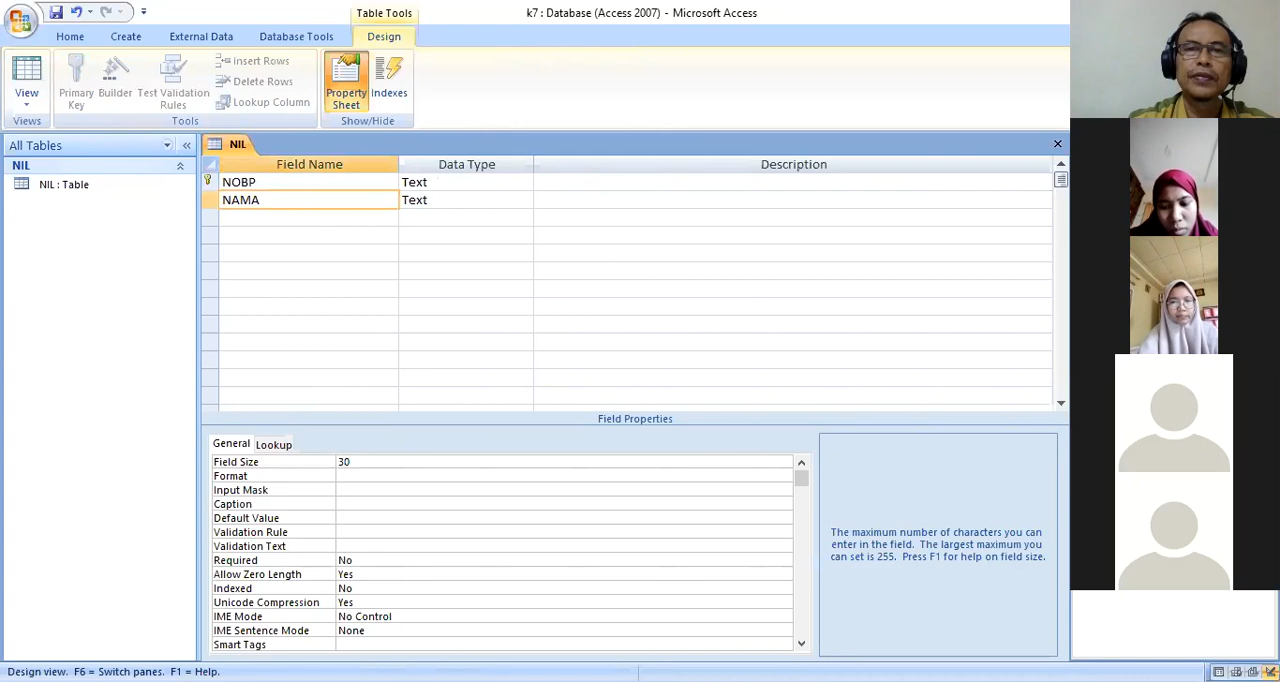 Table Tools
k7 : Database (Access 2007) - Microsoft Access
Home
Create
External Data
Database Tools
Design
View
Views
Primary Key
Builder
Test Validation Rules
Insert Rows
Delete Rows
Lookup Column
Tools
Property Sheet
Indexes
Show/Hide
All Tables
NIL
NIL : Table
NIL
Field Name Data Type Description
NOBP Text
NAMA Text
Field Properties
General Lookup
Field Size 30
Format
Input Mask
Caption
Default Value
Validation Rule
Validation Text
Required No
Allow Zero Length Yes
Indexed No
Unicode Compression Yes
IME Mode No Control
IME Sentence Mode None
Smart Tags
The maximum number of characters you can
enter in the field. The largest maximum you
can set is 255. Press F1 for help on field size.
Design view. F6 = Switch panes. F1 = Help.